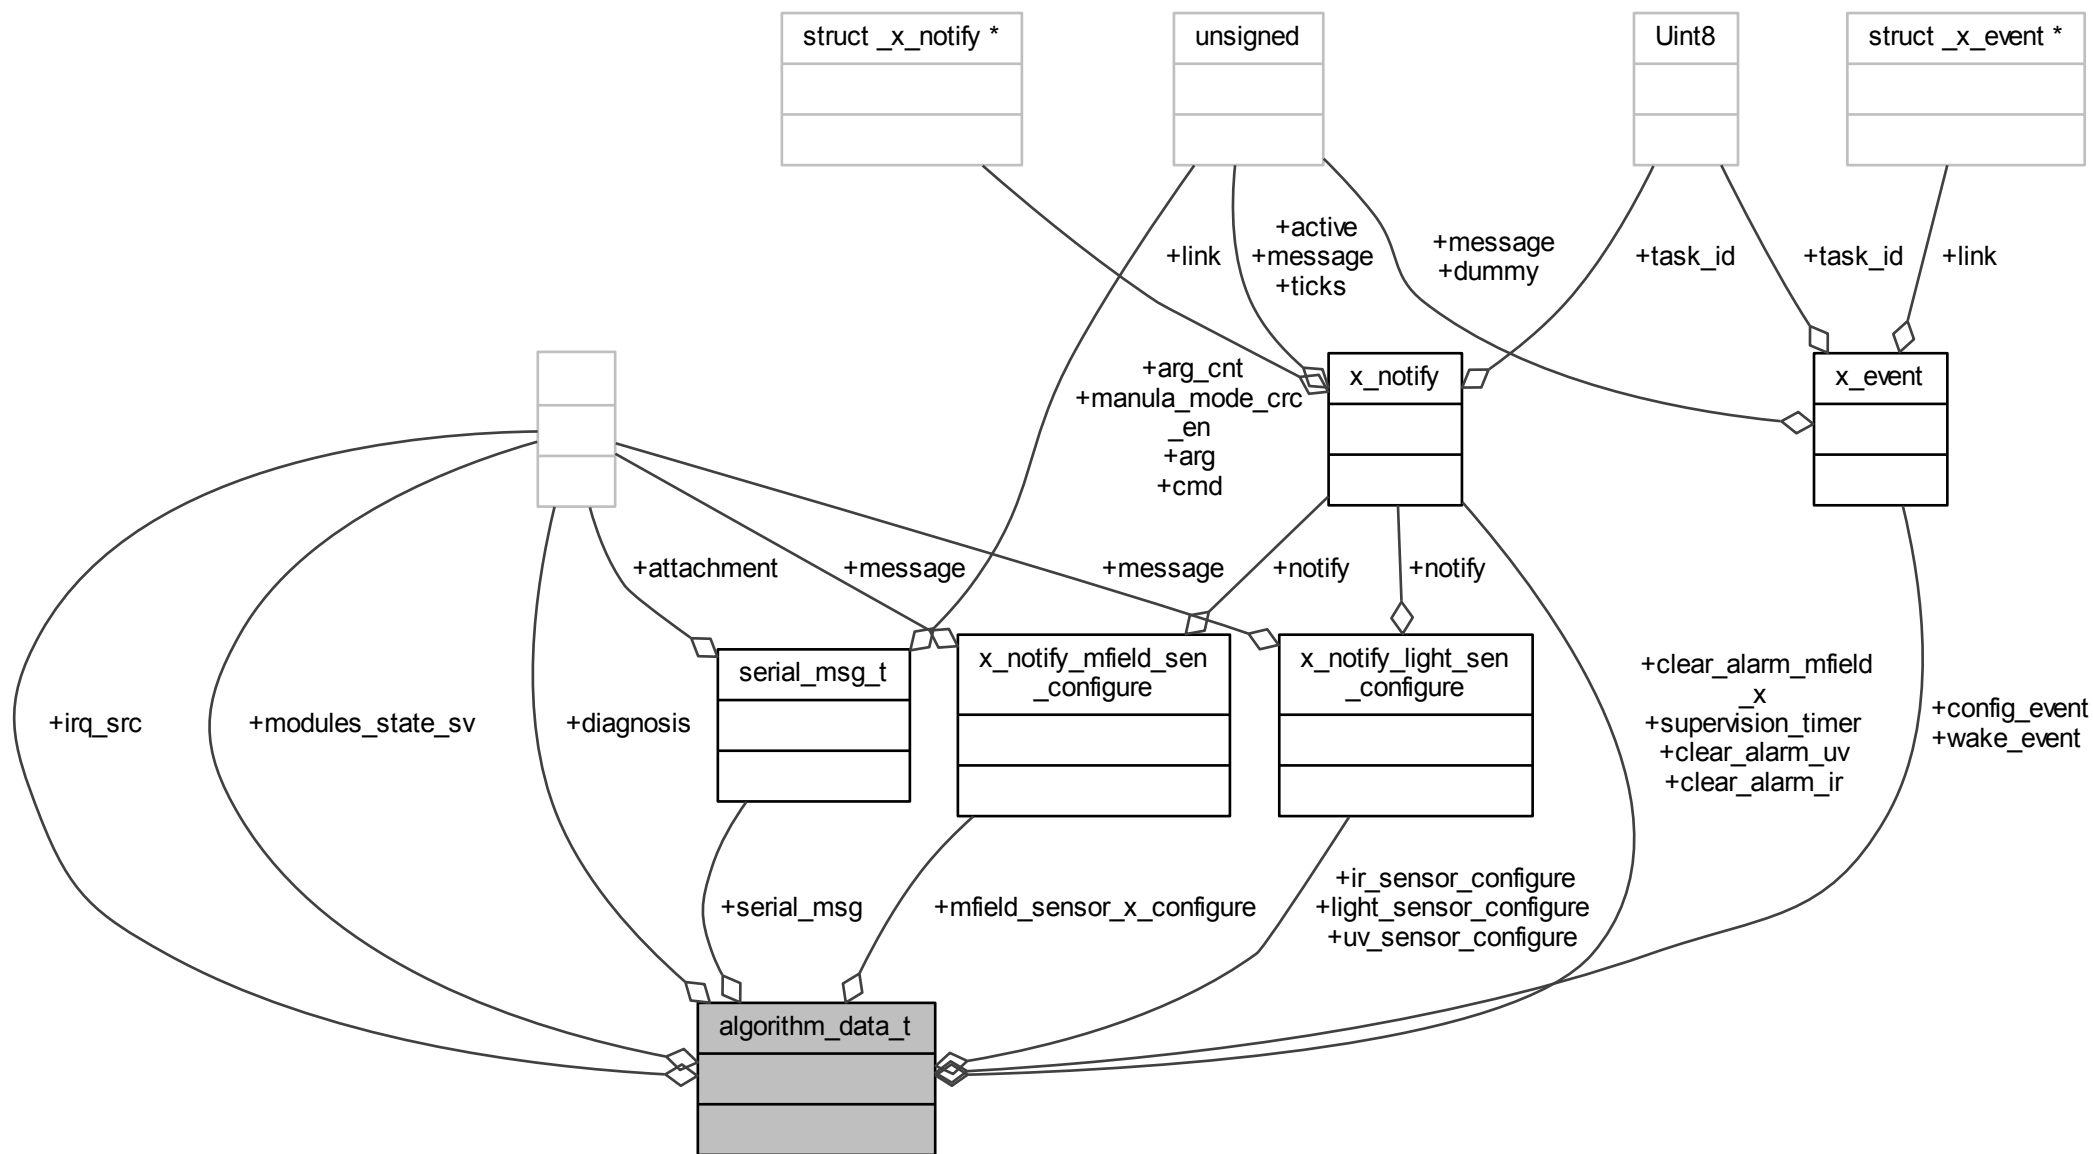 struct _x_notify *
unsigned
Uint8
struct _x_event *
+link
+active
+message
+ticks
+message
+dummy
+task_id
+task_id
+link
x_notify
x_event
+arg_cnt
+manula_mode_crc
_en
+arg
+cmd
+attachment
+message
+message
+notify
+notify
serial_msg_t
x_notify_mfield_sen
_configure
x_notify_light_sen
_configure
+irq_src
+modules_state_sv
+diagnosis
+clear_alarm_mfield
_x
+supervision_timer
+clear_alarm_uv
+clear_alarm_ir
+config_event
+wake_event
+serial_msg
+mfield_sensor_x_configure
+ir_sensor_configure
+light_sensor_configure
+uv_sensor_configure
algorithm_data_t